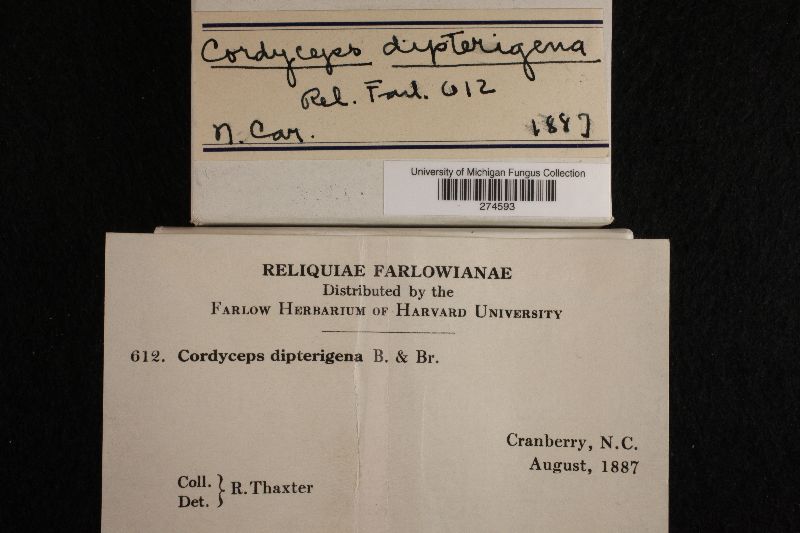 Cordyceps dipterigena
Rel. Farl. 612
N. Car. 1887
University of Michigan Fungus Collection
274593
RELIQUIAE FARLOWIANAE
Distributed by the
FARLOW HERBARIUM OF HARVARD UNIVERSITY
612. Cordyceps dipterigena B. & Br.
Cranberry, N.C.
August, 1887
Coll. } R. Thaxter
Det.